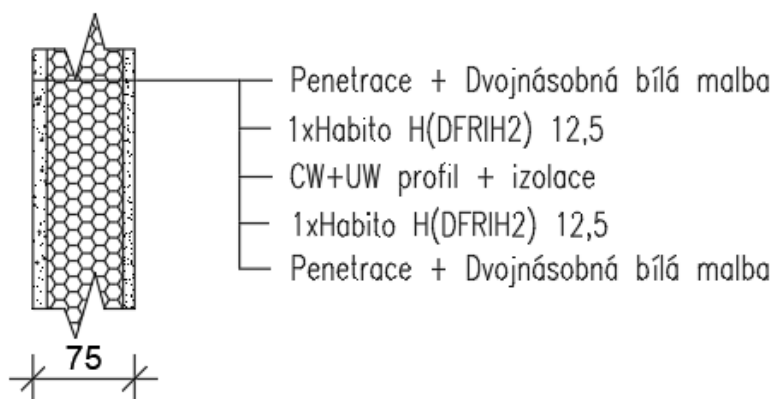 Penetrace + Dvojnásobná bílá malba
1xHabito H(DFRIH2) 12,5
CW+UW profil + izolace
1xHabito H(DFRIH2) 12,5
Penetrace + Dvojnásobná bílá malba
75